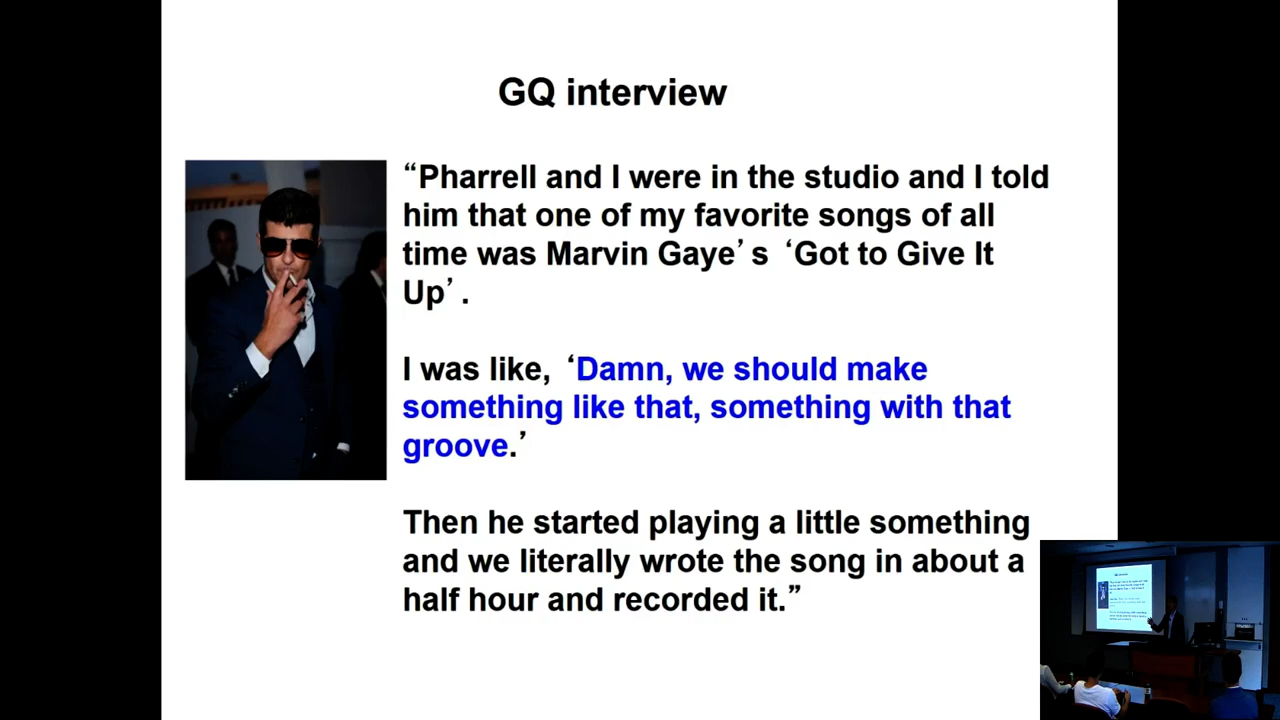 GQ interview
“Pharrell and I were in the studio and I told
him that one of my favorite songs of all
time was Marvin Gaye’s ‘Got to Give It
Up’.
I was like, ‘Damn, we should make
something like that, something with that
groove.’
Then he started playing a little something
and we literally wrote the song in about a
half hour and recorded it.”